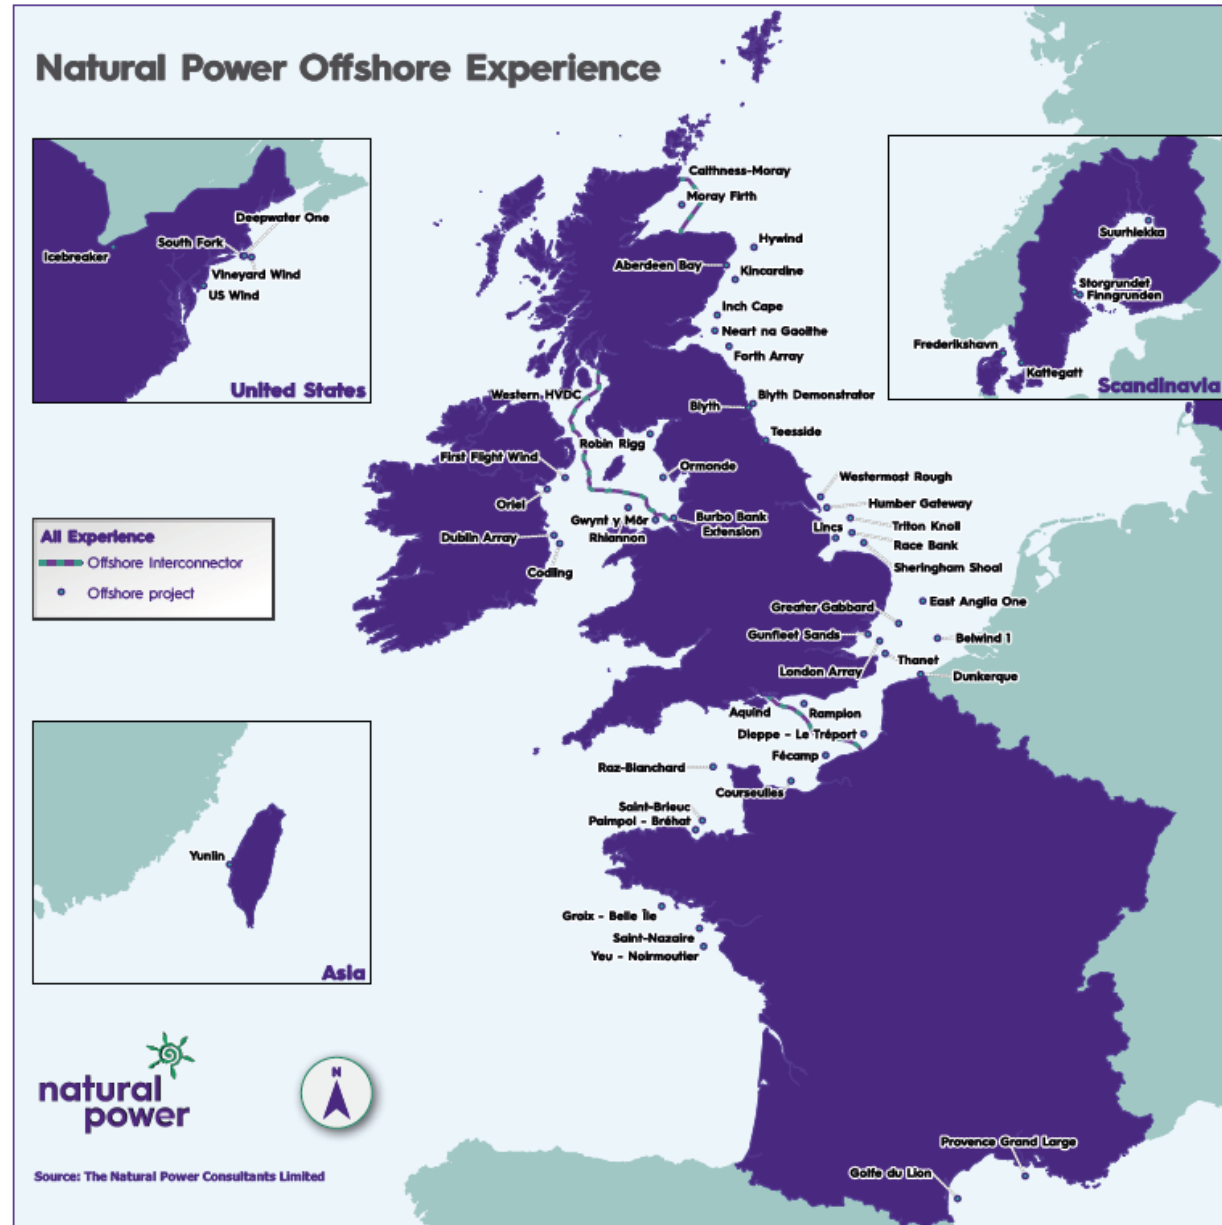 Natural Power Offshore Experience
Deepwater One
South Fork
Icebreaker
Vineyard Wind
US Wind
United States
Suurhiekka
Storgrundet
Finngrunden
Frederikshavn
Kattegatt
Scandinavia
Caithness-Moray
Moray Firth
Hywind
Aberdeen Bay
Kincardine
Inch Cape
Neart na Gaoithe
Forth Array
Western HVDC
Blyth Demonstrator
Blyth
Teesside
Robin Rigg
First Flight Wind
Ormonde
Oriel
Westermost Rough
Humber Gateway
Gwynt y Môr
Rhiannon
Burbo Bank
Extension
Lincs
Triton Knoll
Race Bank
Sheringham Shoal
Dublin Array
Codling
All Experience
Offshore Interconnector
Offshore project
East Anglia One
Greater Gabbard
Gunfleet Sands
Belwind 1
Thanet
London Array
Dunkerque
Aquind
Rampion
Dieppe - Le Tréport
Fécamp
Raz-Blanchard
Courseulles
Saint-Brieuc
Paimpol - Bréhat
Yunlin
Asia
Groix - Belle Île
Saint-Nazaire
Yeu - Noirmoutier
N
natural
power
Provence Grand Large
Golfe du Lion
Source: The Natural Power Consultants Limited